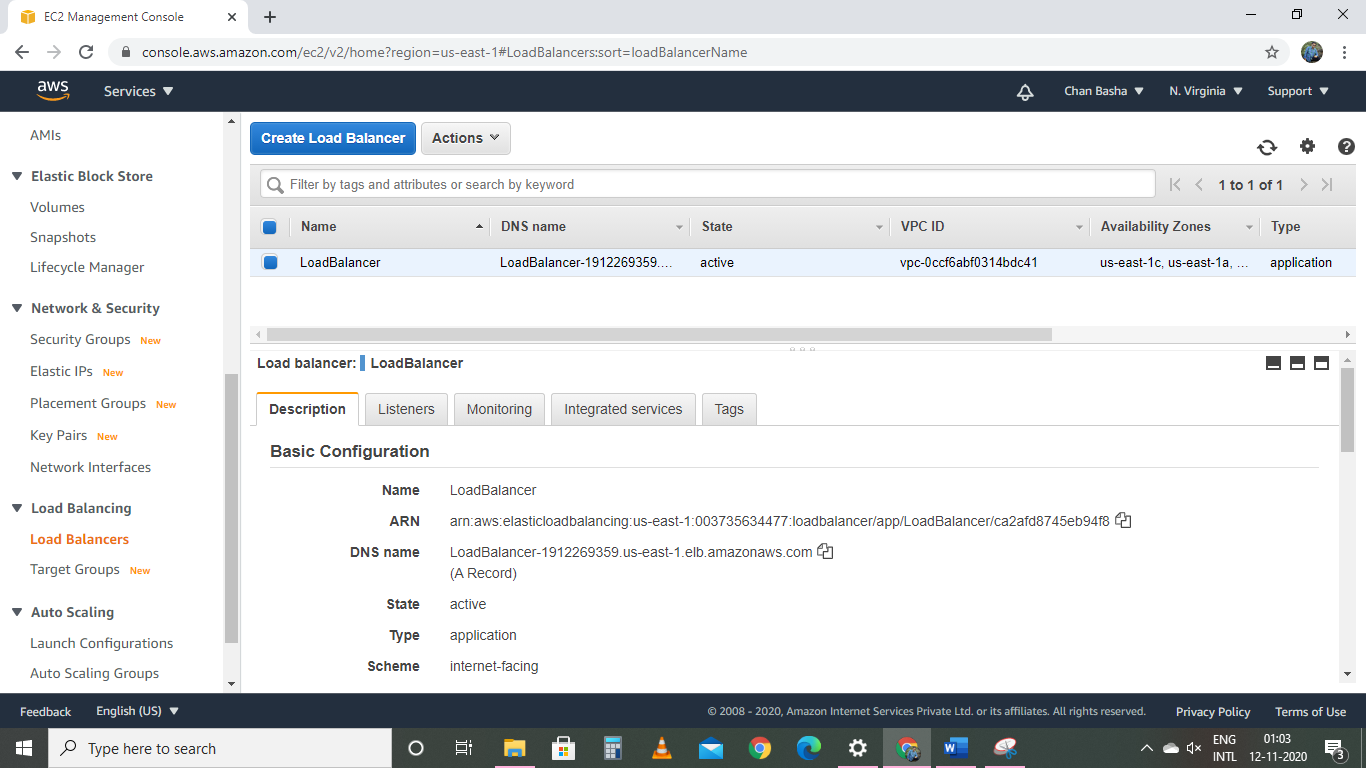 EC2 Management Console
console.aws.amazon.com/ec2/v2/home?region=us-east-1#LoadBalancers:sort=loadBalancerName
aws Services Chan Basha N. Virginia Support
AMIs
Elastic Block Store
Volumes
Snapshots
Lifecycle Manager
Network & Security
Security Groups New
Elastic IPs New
Placement Groups New
Key Pairs New
Network Interfaces
Load Balancing
Load Balancers
Target Groups New
Auto Scaling
Launch Configurations
Auto Scaling Groups
Create Load Balancer Actions
Filter by tags and attributes or search by keyword 1 to 1 of 1
Name DNS name State VPC ID Availability Zones Type
LoadBalancer LoadBalancer-1912269359.... active vpc-0ccf6abf0314bdc41 us-east-1c, us-east-1a, ... application
Load balancer: LoadBalancer
Description Listeners Monitoring Integrated services Tags
Basic Configuration
Name LoadBalancer
ARN arn:aws:elasticloadbalancing:us-east-1:003735634477:loadbalancer/app/LoadBalancer/ca2afd8745eb94f8
DNS name LoadBalancer-1912269359.us-east-1.elb.amazonaws.com
(A Record)
State active
Type application
Scheme internet-facing
Feedback English (US) © 2008 - 2020, Amazon Internet Services Private Ltd. or its affiliates. All rights reserved. Privacy Policy Terms of Use
Type here to search
ENG 01:03
INTL 12-11-2020 3